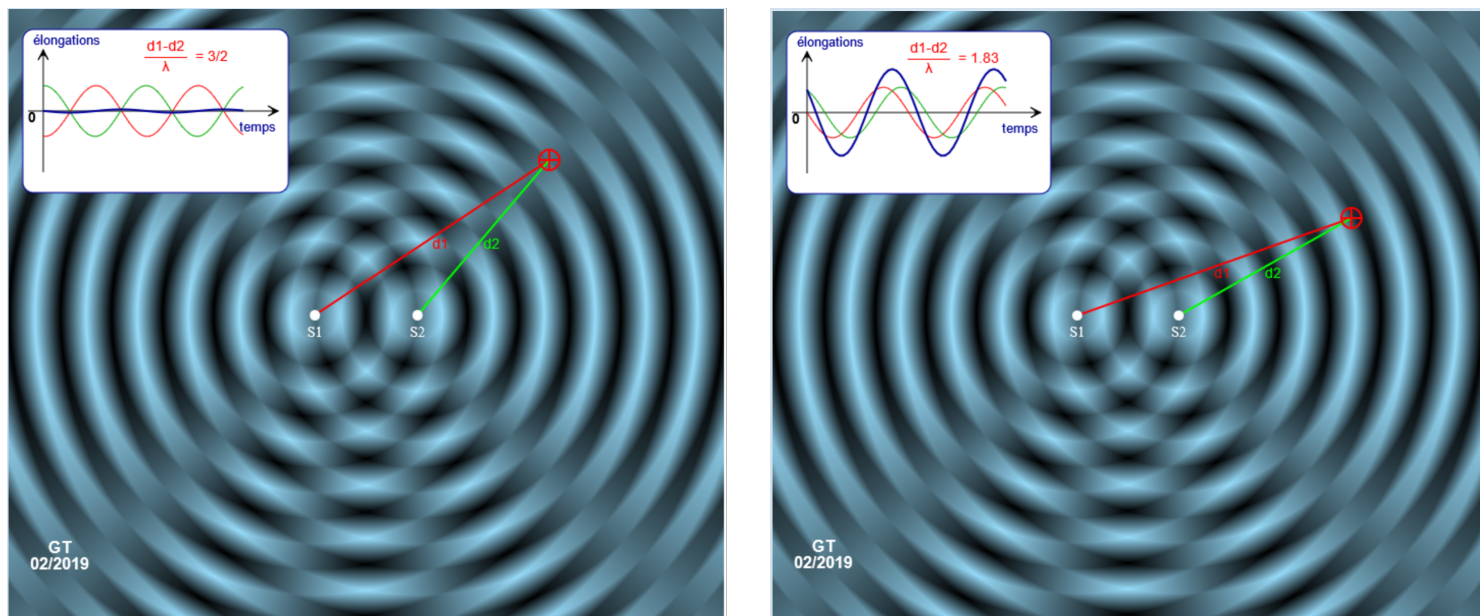 élongations
d1-d2
λ
= 3/2
0
temps
d1
d2
S1
S2
GT
02/2019
élongations
d1-d2
λ
= 1.83
0
temps
d1
d2
S1
S2
GT
02/2019